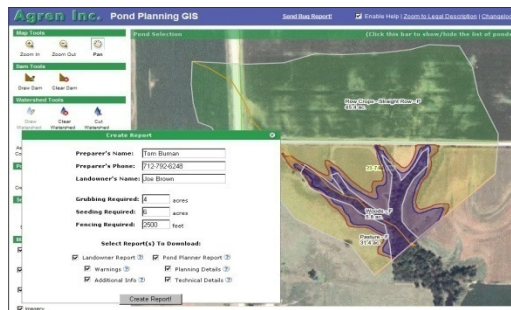 Agren Inc. Pond Planning GIS
Send Bug Report!
Enable Help | Zoom to Legal Description | Changelog
Map Tools
Pond Selection
(Click this bar to show/hide the list of ponds
Zoom In Zoom Out Pan
Dam Tools
Draw Dam Clear Dam
Watershed Tools
Draw Watershed Clear Watershed Cut Watershed
Row Crops - Straight Row - P
Create Report
Preparer's Name: Tom Buman
Preparer's Phone: 712-792-6248
Landowner's Name: Joe Brown
Grubbing Required: 4 acres
Seeding Required: 6 acres
Fencing Required: 2500 feet
Select Report(s) To Download:
Landowner Report Pond Planner Report
Warnings Planning Details
Additional Info Technical Details
Create Report!
Pasture - F
Imagery